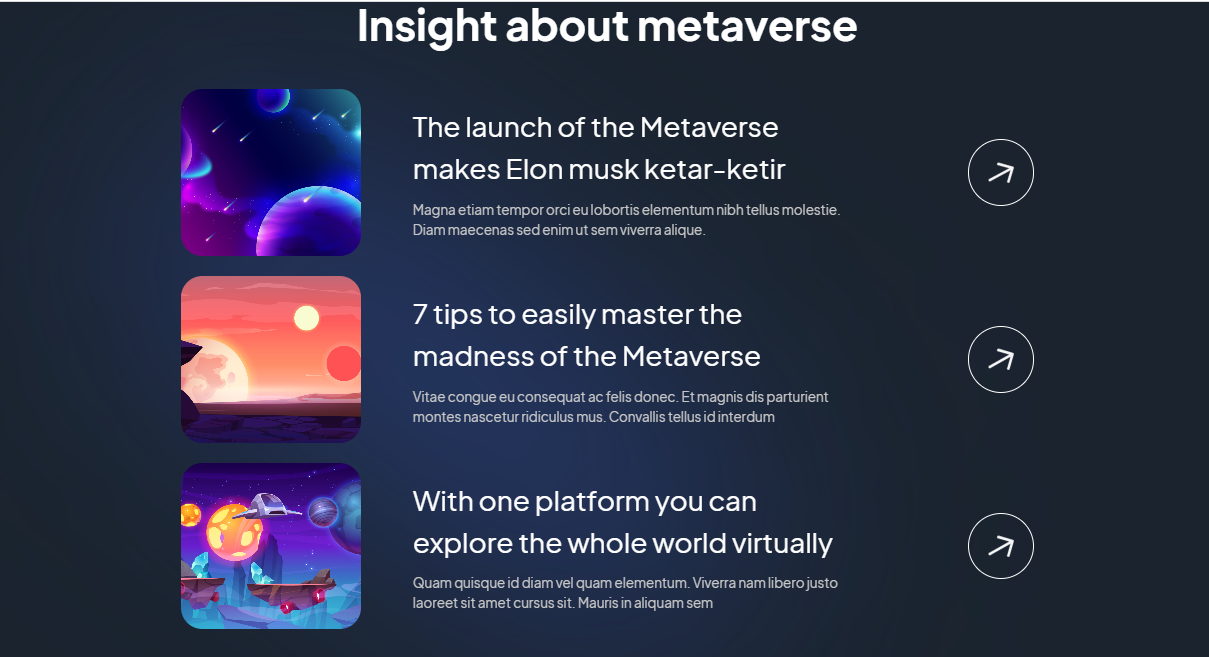 Insight about metaverse
The launch of the Metaverse
makes Elon musk ketar-ketir
Magna etiam tempor orci eu lobortis elementum nibh tellus molestie.
Diam maecenas sed enim ut sem viverra alique.
7 tips to easily master the
madness of the Metaverse
Vitae congue eu consequat ac felis donec. Et magnis dis parturient
montes nascetur ridiculus mus. Convallis tellus id interdum
With one platform you can
explore the whole world virtually
Quam quisque id diam vel quam elementum. Viverra nam libero justo
laoreet sit amet cursus sit. Mauris in aliquam sem